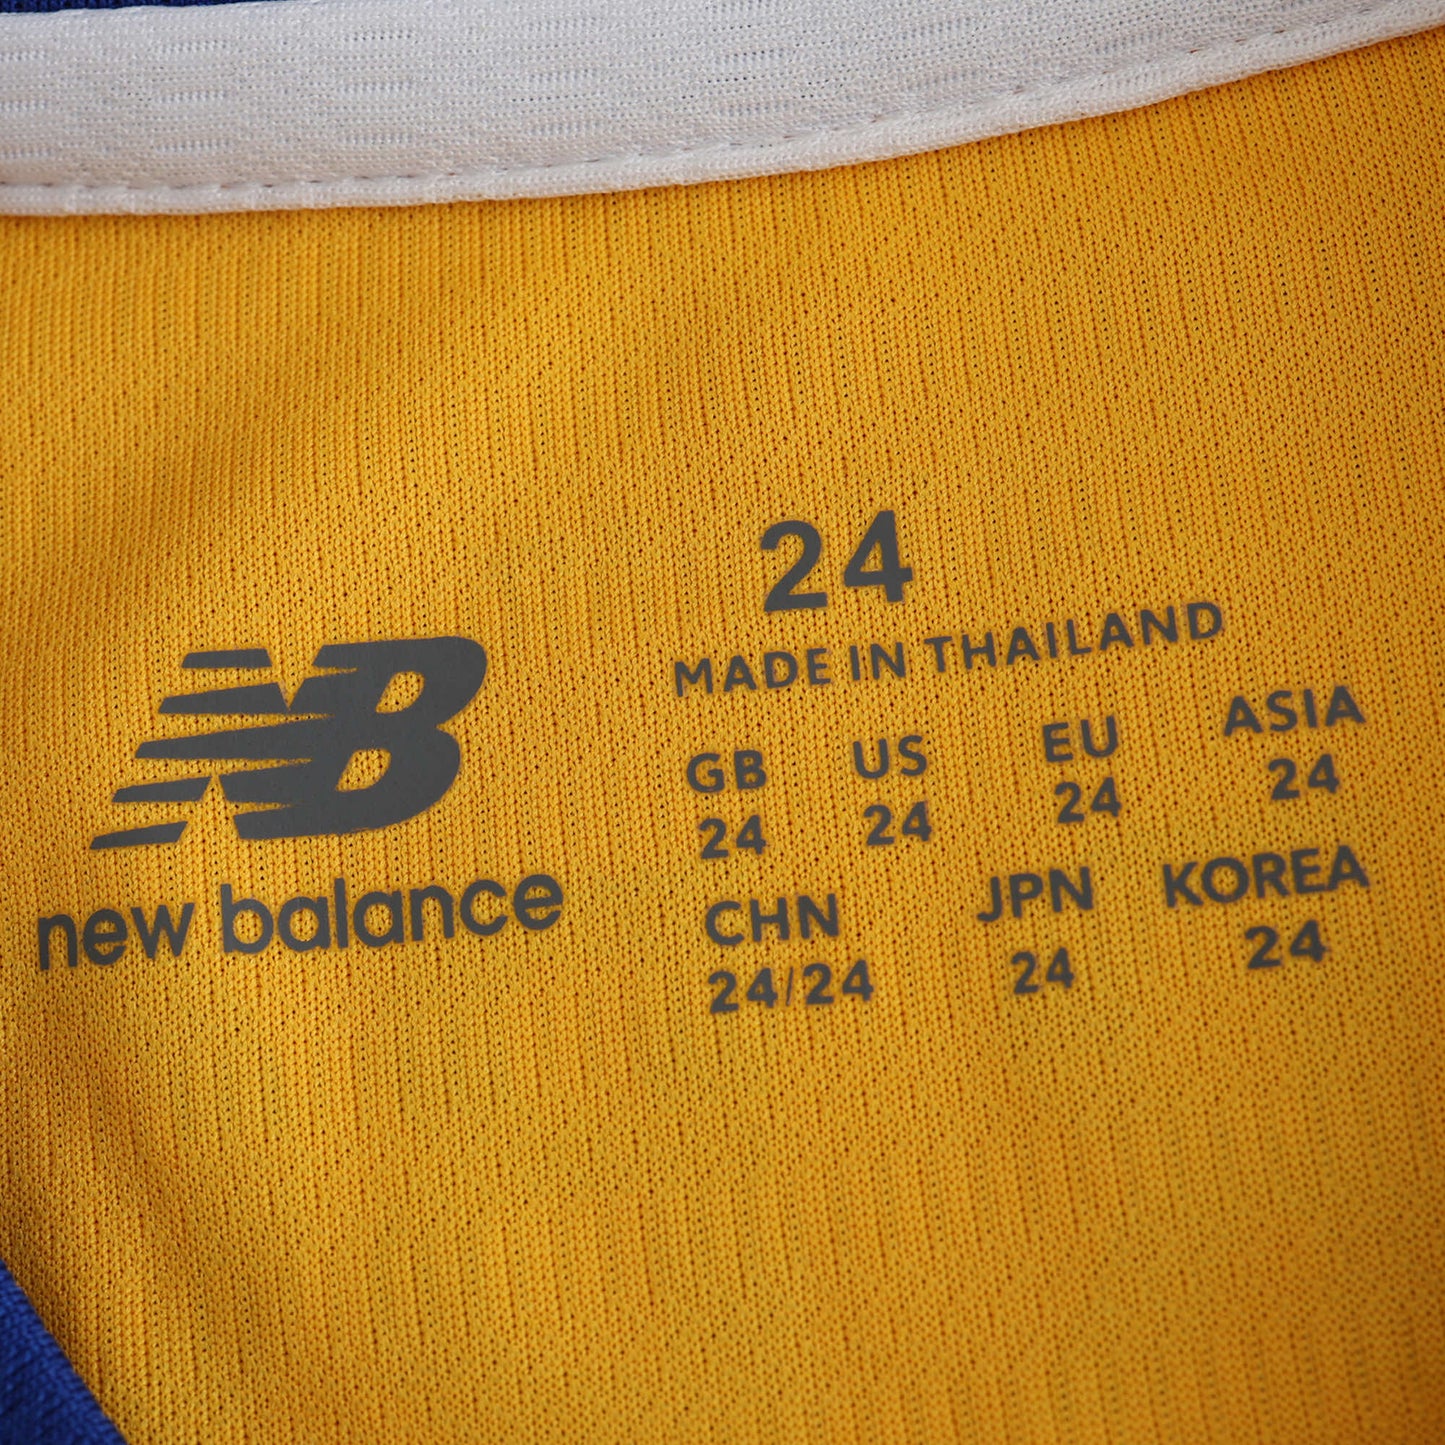 24
MADE IN THAILAND
GB US EU ASIA
24 24 24 24
CHN JPN KOREA
24/24 24 24
NB
new balance